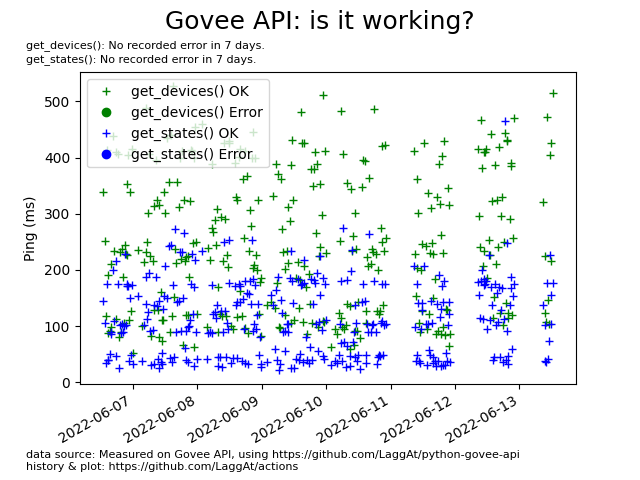 Govee API: is it working?
get_devices(): No recorded error in 7 days.
get_states(): No recorded error in 7 days.
get_devices() OK
get_devices() Error
get_states() OK
get_states() Error
Ping (ms)
500
400
300
200
100
0
2022-06-07
2022-06-08
2022-06-09
2022-06-10
2022-06-11
2022-06-12
2022-06-13
data source: Measured on Govee API, using https://github.com/LaggAt/python-govee-api
history & plot: https://github.com/LaggAt/actions